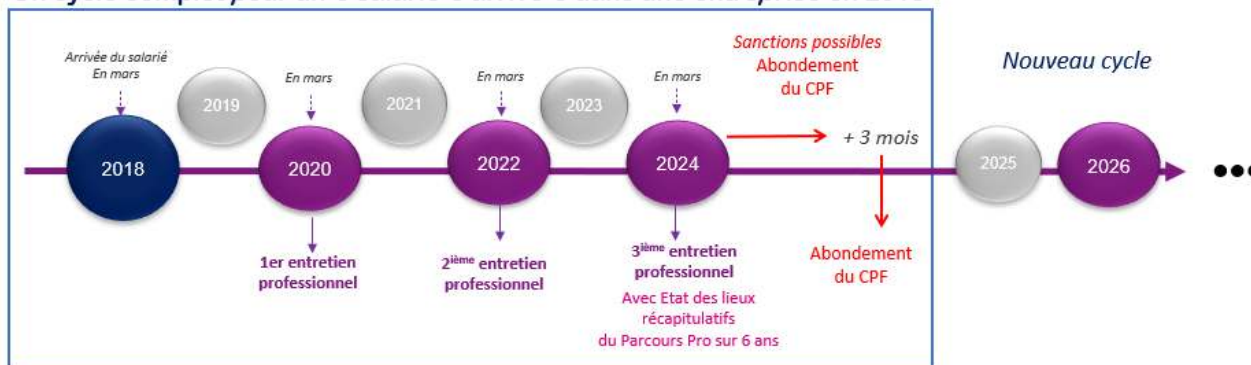 Arrivée du salarié
En mars
2018
2019
En mars
2020
1er entretien
professionnel
2021
En mars
2022
2ième entretien
professionnel
2023
En mars
2024
3ième entretien
professionnel
Avec Etat des lieux
récapitulatifs
du Parcours Pro sur 6 ans
Sanctions possibles
Abondement
du CPF
+ 3 mois
Abondement
du CPF
Nouveau cycle
2025
2026